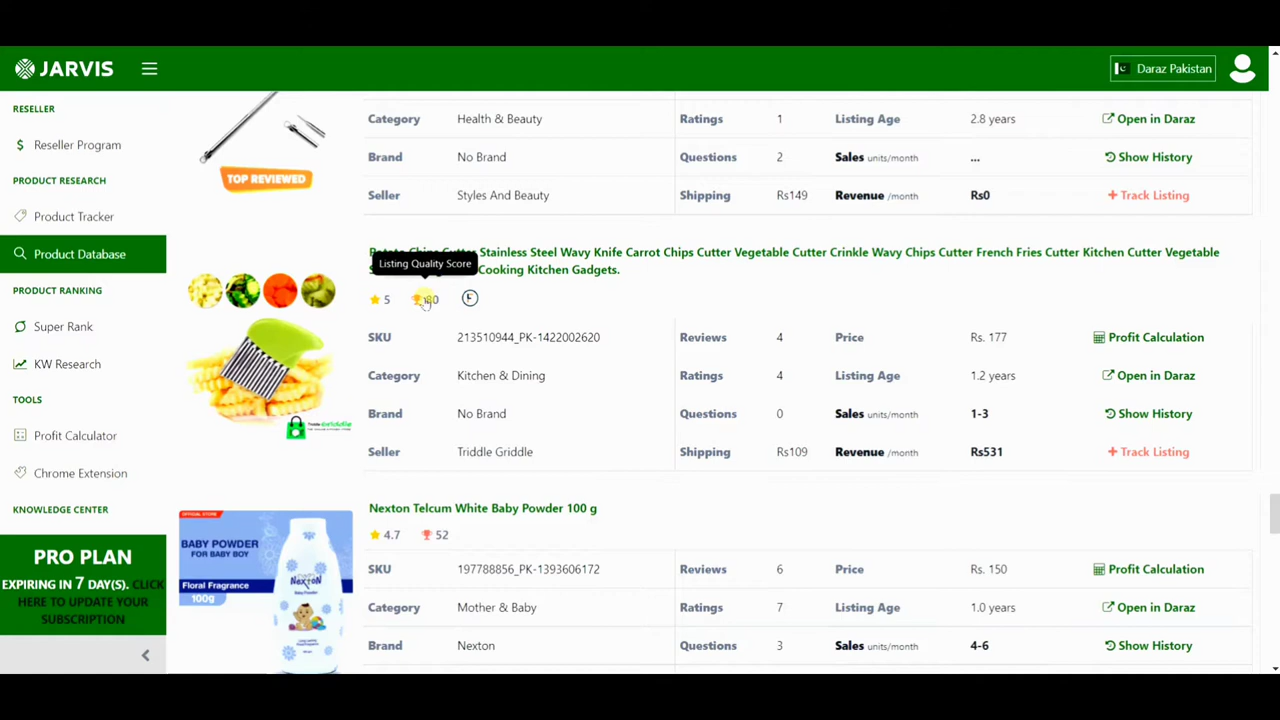 JARVIS
Daraz Pakistan
RESELLER
Reseller Program
PRODUCT RESEARCH
Product Tracker
Product Database
PRODUCT RANKING
Super Rank
KW Research
TOOLS
Profit Calculator
Chrome Extension
KNOWLEDGE CENTER
PRO PLAN
EXPIRING IN 7 DAY(S). CLICK
HERE TO UPDATE YOUR
SUBSCRIPTION
TOP REVIEWED
Category Health & Beauty Ratings 1 Listing Age 2.8 years Open in Daraz
Brand No Brand Questions 2 Sales units/month ... Show History
Seller Styles And Beauty Shipping Rs149 Revenue /month Rs0 + Track Listing
Potato Chips Cutter Stainless Steel Wavy Knife Carrot Chips Cutter Vegetable Cutter Crinkle Wavy Chips Cutter French Fries Cutter Kitchen Cutter Vegetable
Listing Quality Score
Cooking Kitchen Gadgets.
5 80
SKU 213510944_PK-1422002620 Reviews 4 Price Rs. 177 Profit Calculation
Category Kitchen & Dining Ratings 4 Listing Age 1.2 years Open in Daraz
Brand No Brand Questions 0 Sales units/month 1-3 Show History
Seller Triddle Griddle Shipping Rs109 Revenue /month Rs531 + Track Listing
Nexton Telcum White Baby Powder 100 g
4.7 52
OFFICIAL STORE
BABY POWDER
FOR BABY BOY
Floral Fragrance
100g
Nexton
SKU 197788856_PK-1393606172 Reviews 6 Price Rs. 150 Profit Calculation
Category Mother & Baby Ratings 7 Listing Age 1.0 years Open in Daraz
Brand Nexton Questions 3 Sales units/month 4-6 Show History